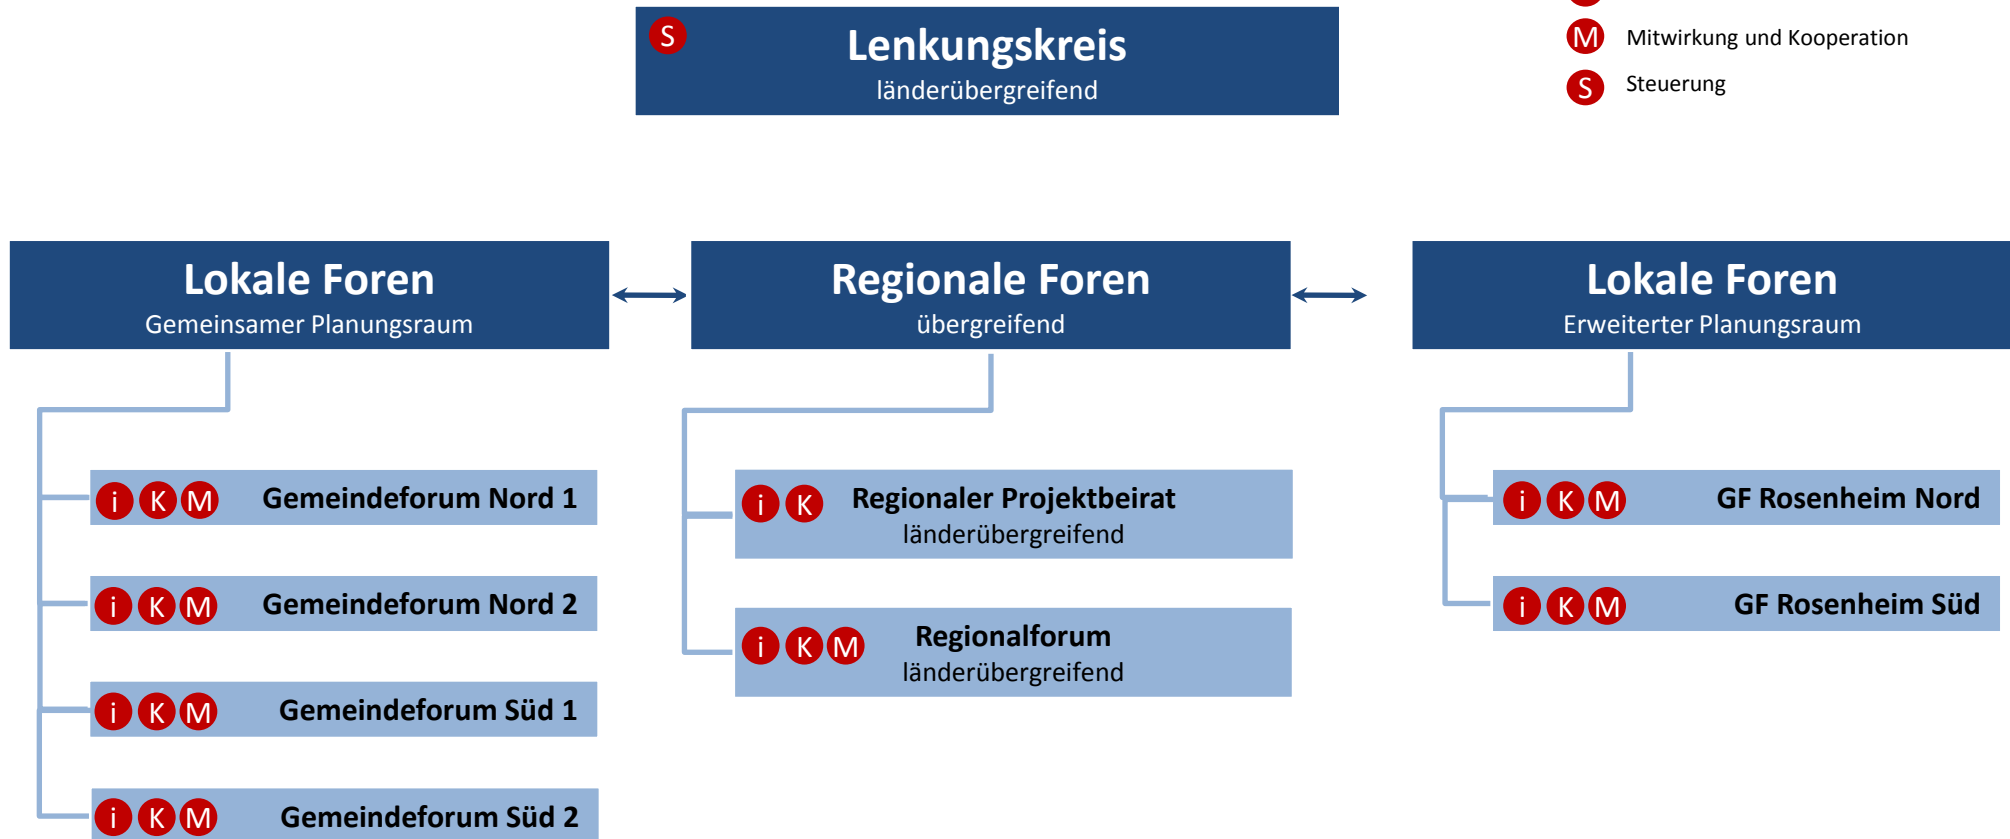 S
Lenkungskreis
länderübergreifend
M Mitwirkung und Kooperation
S Steuerung
Lokale Foren
Gemeinsamer Planungsraum
Regionale Foren
übergreifend
Lokale Foren
Erweiterter Planungsraum
i K M Gemeindeforum Nord 1
i K M Gemeindeforum Nord 2
i K M Gemeindeforum Süd 1
i K M Gemeindeforum Süd 2
i K Regionaler Projektbeirat
länderübergreifend
i K M Regionalforum
länderübergreifend
i K M GF Rosenheim Nord
i K M GF Rosenheim Süd